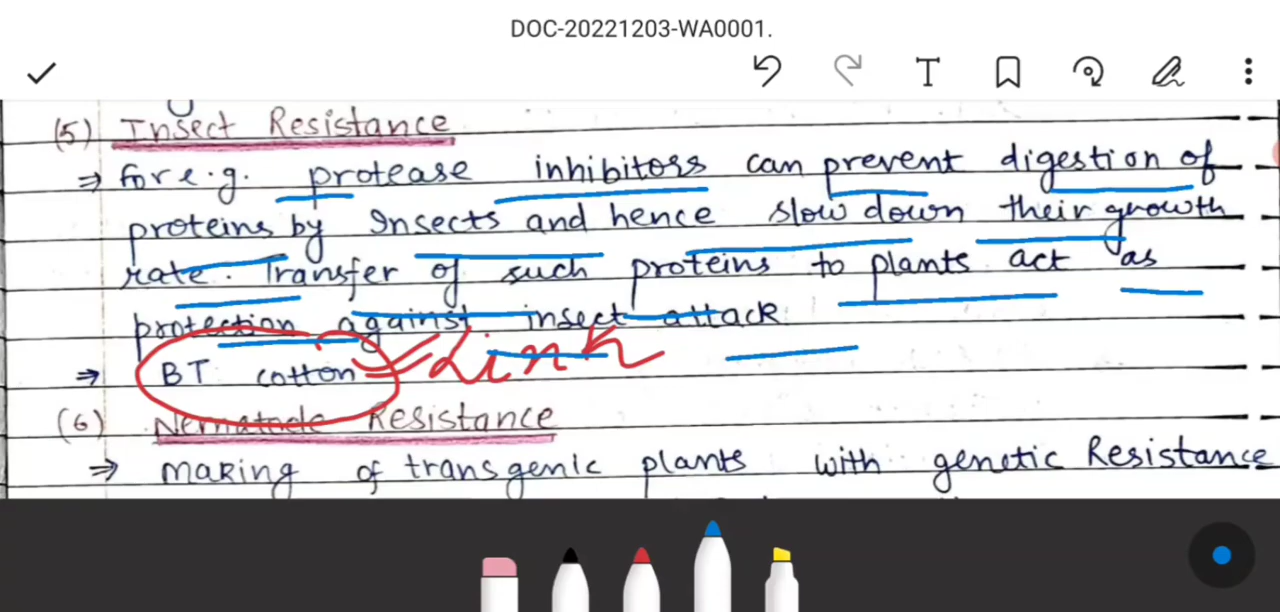 DOC-20221203-WA0001.
T
(5) Insect Resistance
⇒ for e.g. protease inhibitors can prevent digestion of
proteins by Insects and hence slow down their growth
rate. Transfer of such proteins to plants act as
protection against insect attack
⇒ BT cotton Link
(6) Nematode Resistance
⇒ making of transgenic plants with genetic Resistance